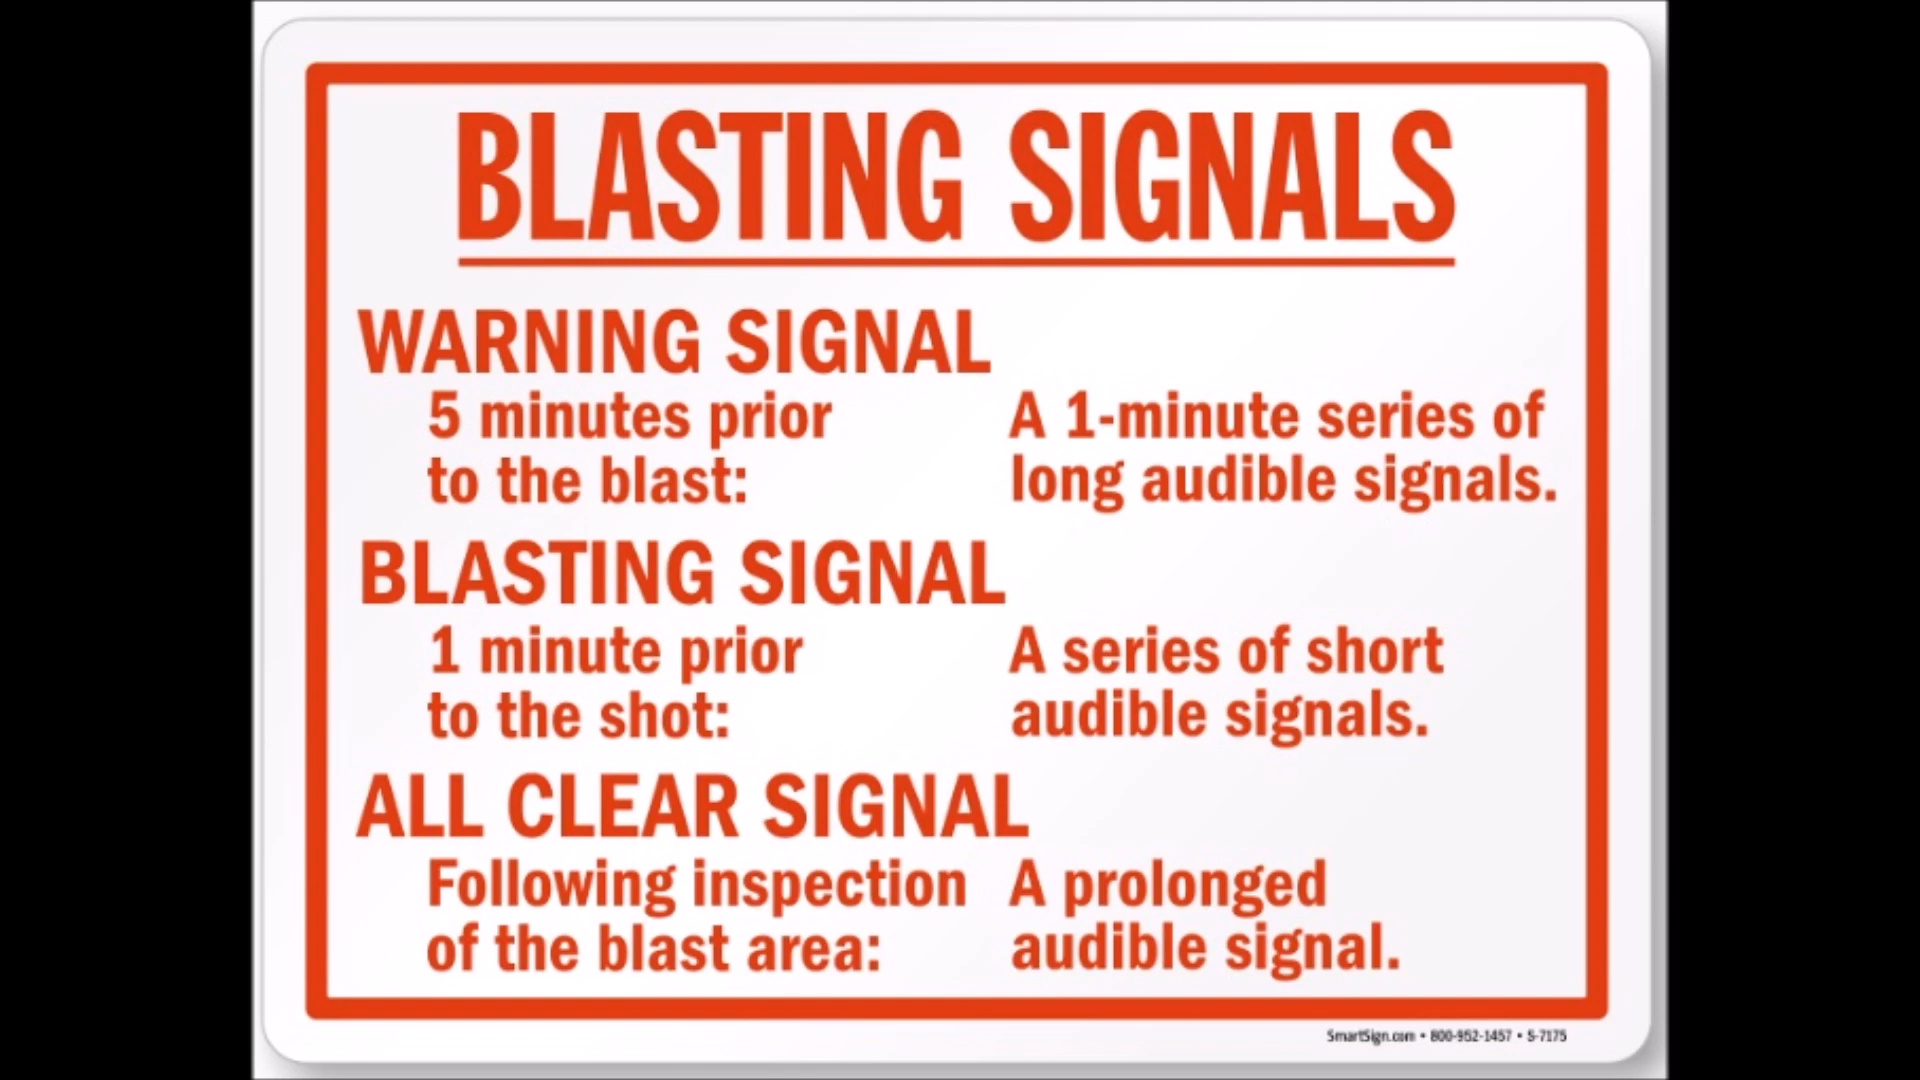 BLASTING SIGNALS
WARNING SIGNAL
5 minutes prior
to the blast:
A 1-minute series of
long audible signals.
BLASTING SIGNAL
1 minute prior
to the shot:
A series of short
audible signals.
ALL CLEAR SIGNAL
Following inspection
of the blast area:
A prolonged
audible signal.
SmartSign.com • 800-952-1457 • S-7175